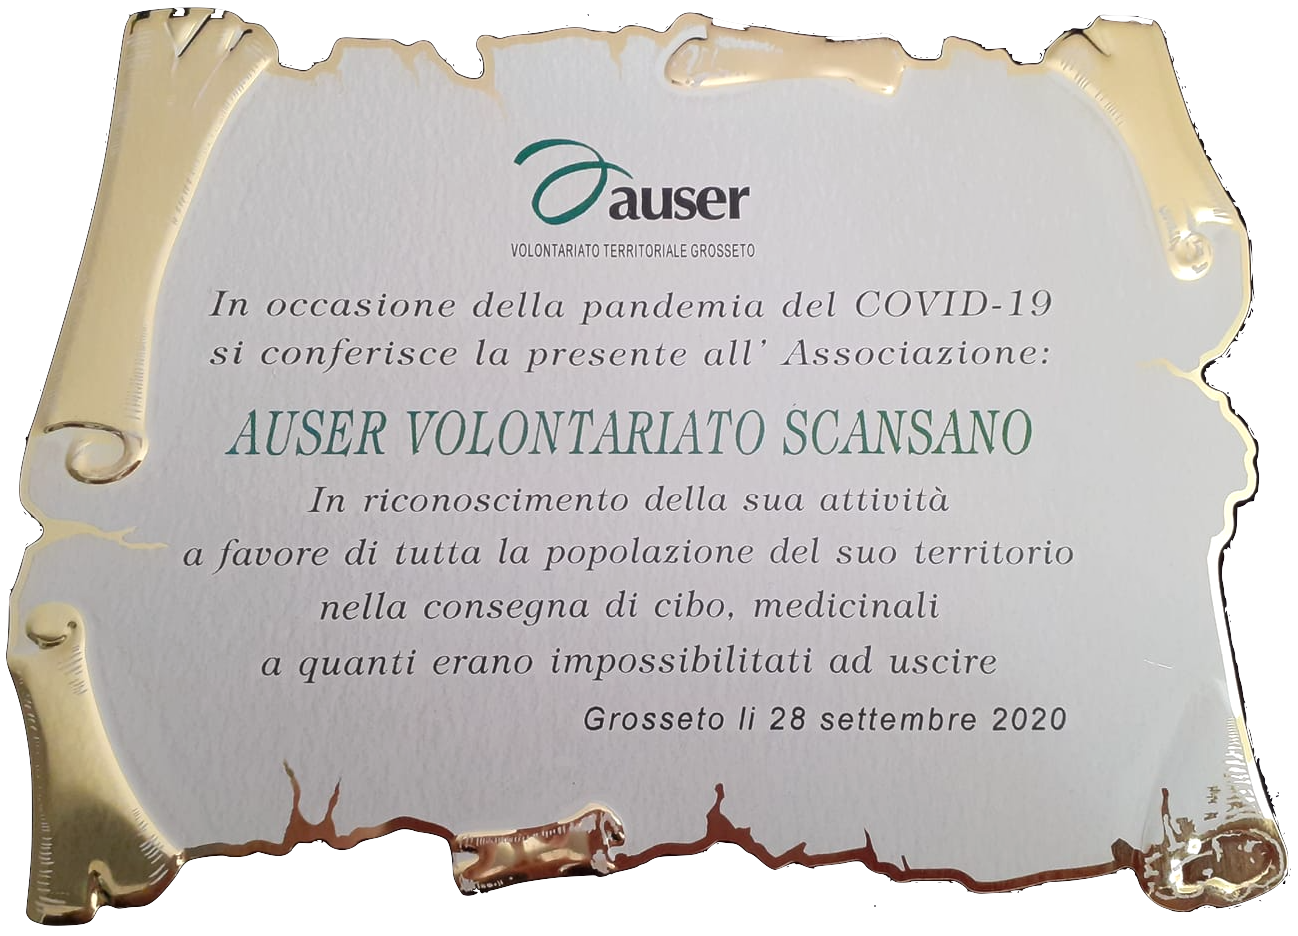 auser
VOLONTARIATO TERRITORIALE GROSSETO
In occasione della pandemia del COVID-19
si conferisce la presente all' Associazione:
AUSER VOLONTARIATO SCANSANO
In riconoscimento della sua attività
a favore di tutta la popolazione del suo territorio
nella consegna di cibo, medicinali
a quanti erano impossibilitati ad uscire
Grosseto li 28 settembre 2020